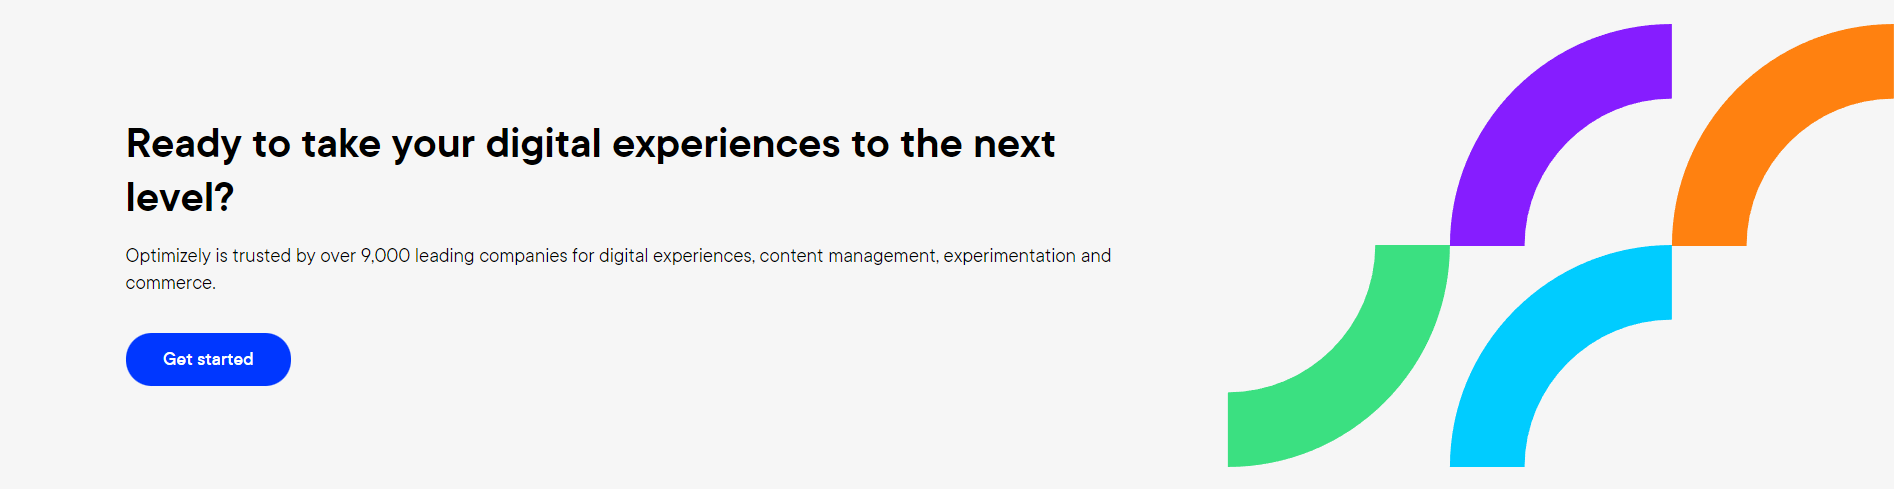 Ready to take your digital experiences to the next
level?
Optimizely is trusted by over 9,000 leading companies for digital experiences, content management, experimentation and
commerce.
Get started